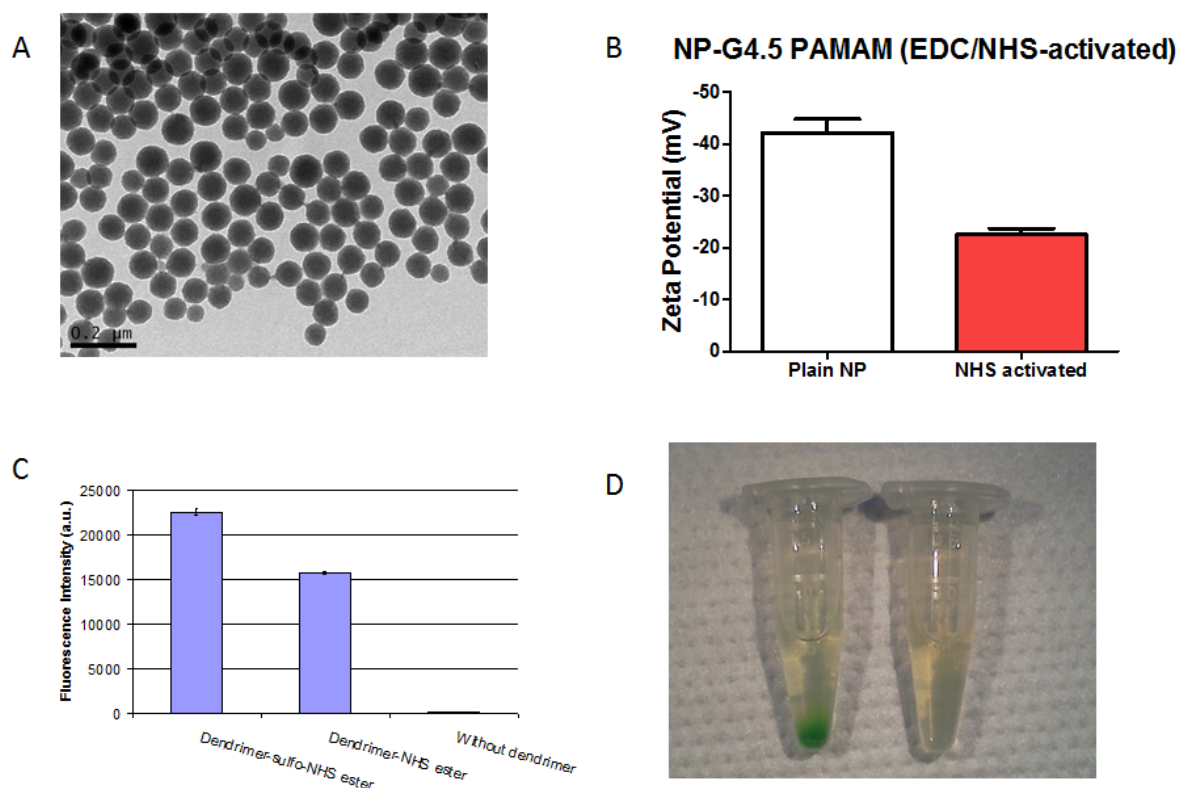 A
0.2 µm
B
NP-G4.5 PAMAM (EDC/NHS-activated)
Zeta Potential (mV)
-50
-40
-30
-20
-10
0
Plain NP
NHS activated
C
Fluorescence Intensity (a.u.)
25000
20000
15000
10000
5000
0
Dendrimer-sulfo-NHS ester
Dendrimer-NHS ester
Without dendrimer
D